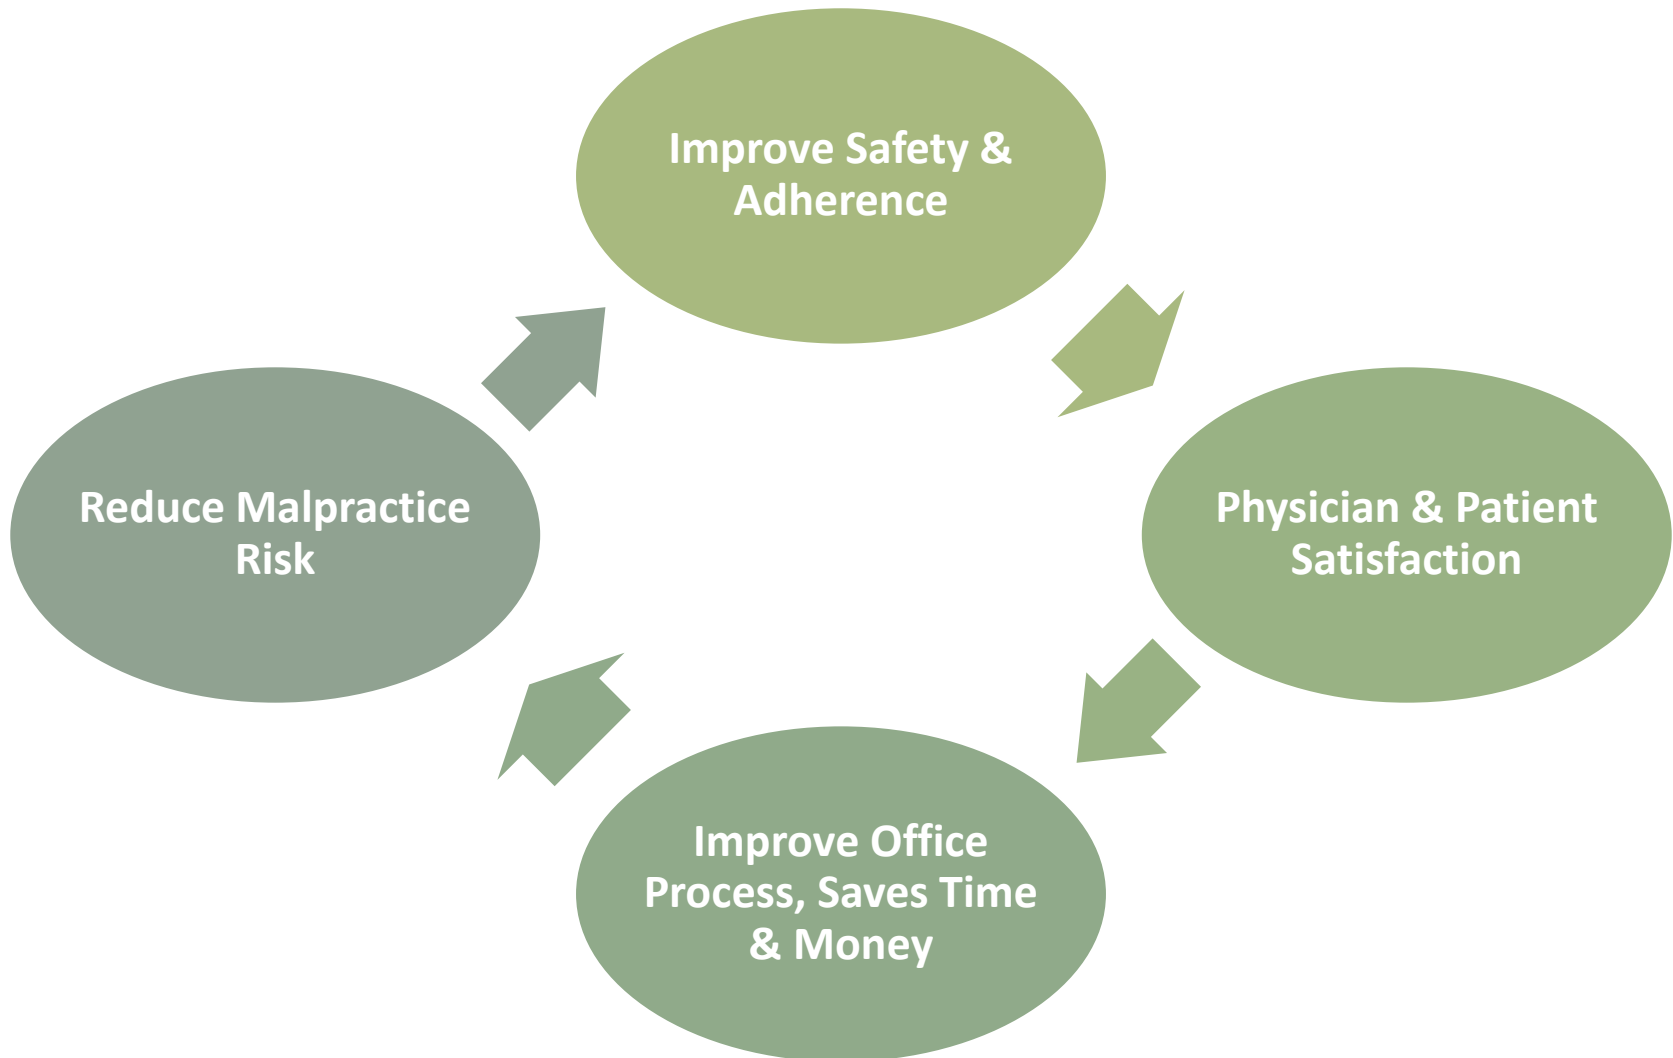 Improve Safety &
Adherence
Physician & Patient
Satisfaction
Improve Office
Process, Saves Time
& Money
Reduce Malpractice
Risk